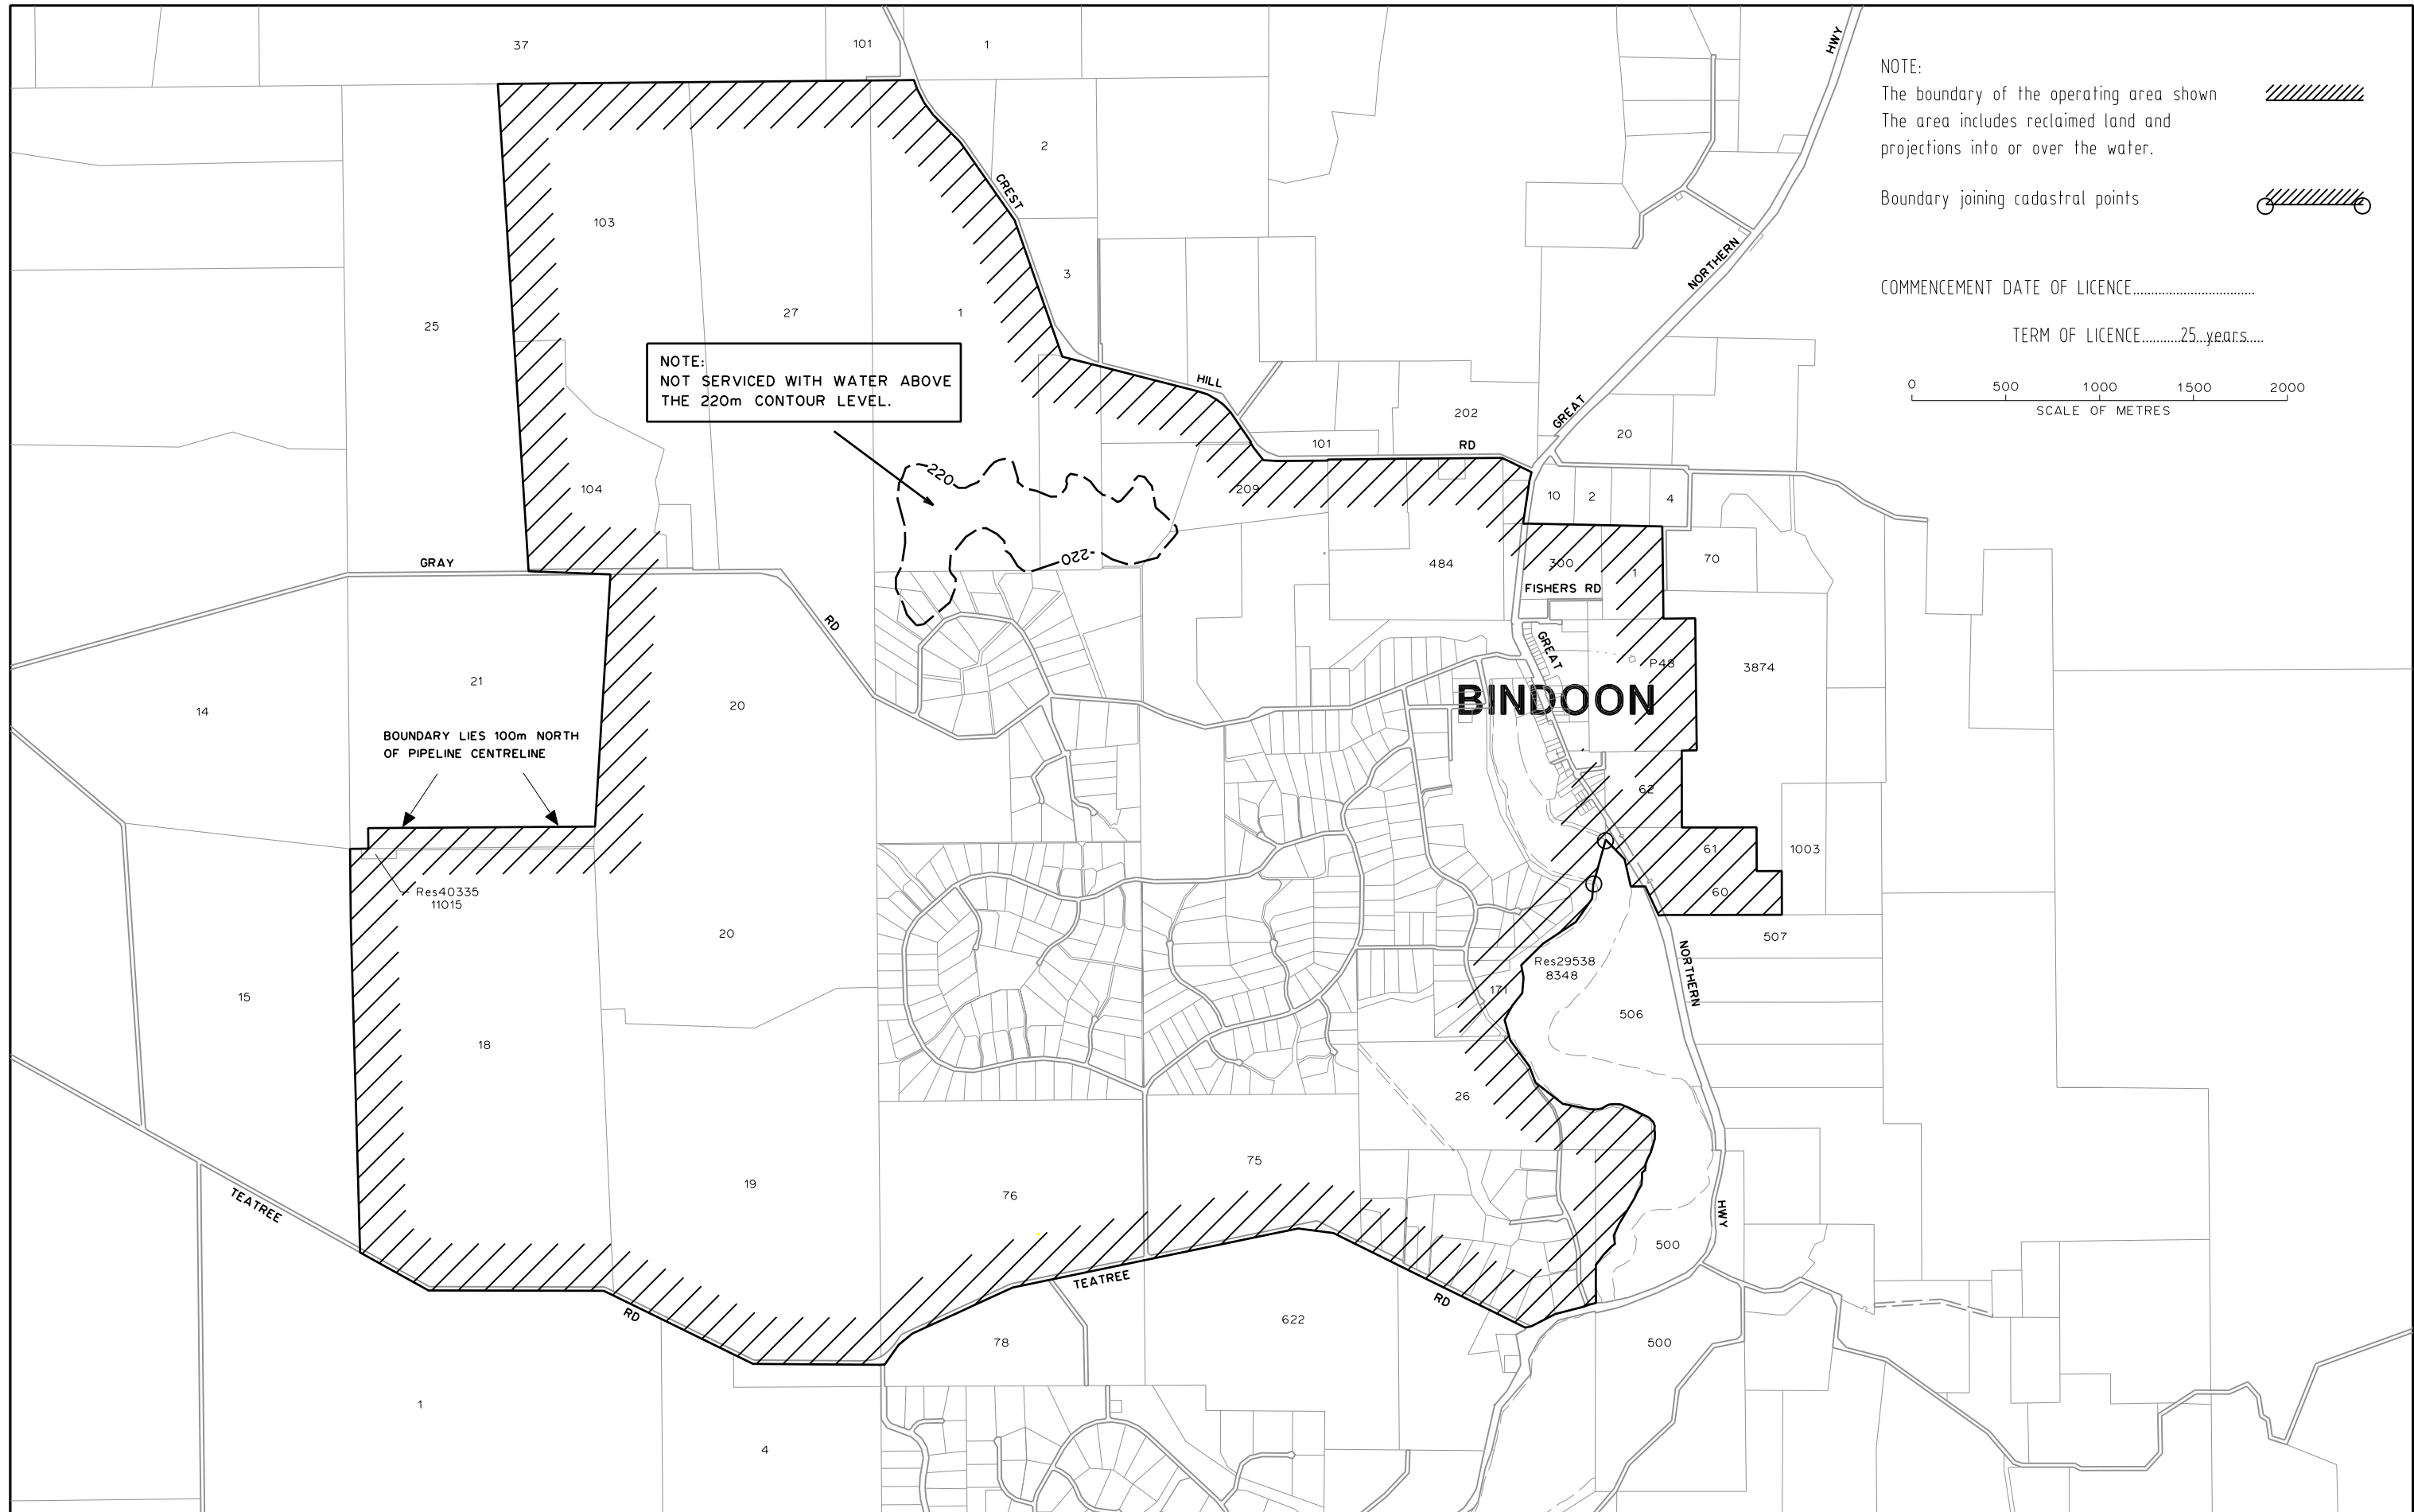 37
101
1
HWY
NOTE:
The boundary of the operating area shown
The area includes reclaimed land and
projections into or over the water.
Boundary joining cadastral points
COMMENCEMENT DATE OF LICENCE.................................
TERM OF LICENCE..........25 years....
0 500 1000 1500 2000
SCALE OF METRES
2
CREST
103
NORTHERN
3
25
27
1
NOTE:
NOT SERVICED WITH WATER ABOVE
THE 220m CONTOUR LEVEL.
HILL
202
GREAT
20
101
RD
220
104
209
10
2
4
220
GRAY
484
300
1
70
FISHERS RD
RD
GREAT
P48
3874
21
14
20
BINDOON
BOUNDARY LIES 100m NORTH
OF PIPELINE CENTRELINE
62
61
1003
Res40335
11015
60
20
507
Res29538
8348
NORTHERN
15
171
506
18
26
75
19
76
TEATREE
HWY
500
TEATREE
RD
RD
622
78
500
1
4